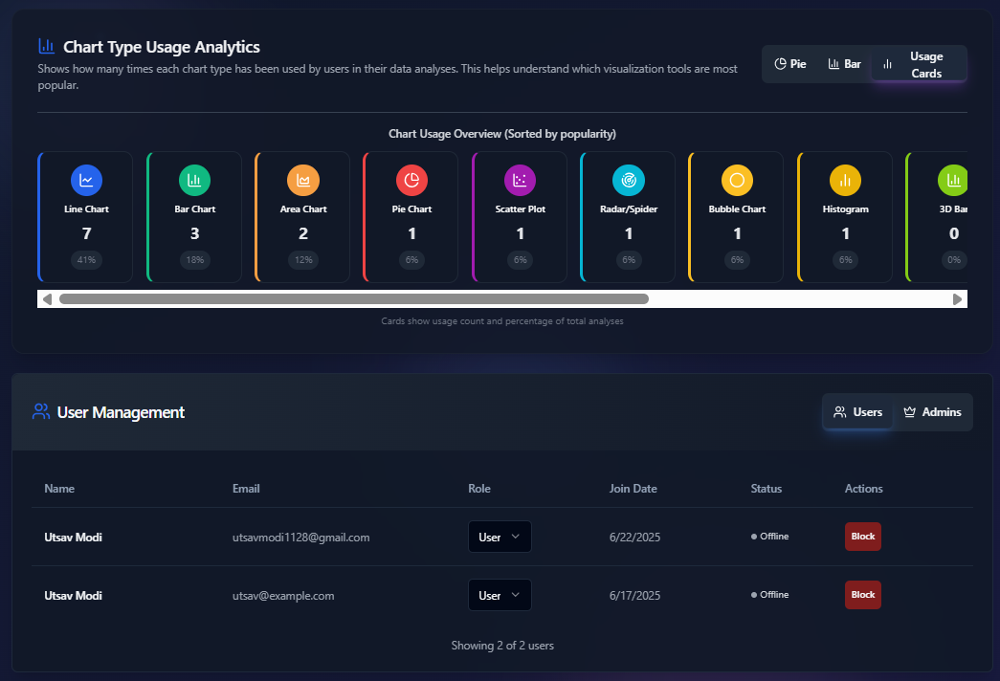 Chart Type Usage Analytics
Shows how many times each chart type has been used by users in their data analyses. This helps understand which visualization tools are most
popular.
Pie
Bar
Usage
Cards
Chart Usage Overview (Sorted by popularity)
Line Chart
7
41%
Bar Chart
3
18%
Area Chart
2
12%
Pie Chart
1
6%
Scatter Plot
1
6%
Radar/Spider
1
6%
Bubble Chart
1
6%
Histogram
1
6%
3D Bar
0
0%
Cards show usage count and percentage of total analyses
User Management
Users
Admins
Name Email Role Join Date Status Actions
Utsav Modi utsavmodi1128@gmail.com User 6/22/2025 Offline Block
Utsav Modi utsav@example.com User 6/17/2025 Offline Block
Showing 2 of 2 users